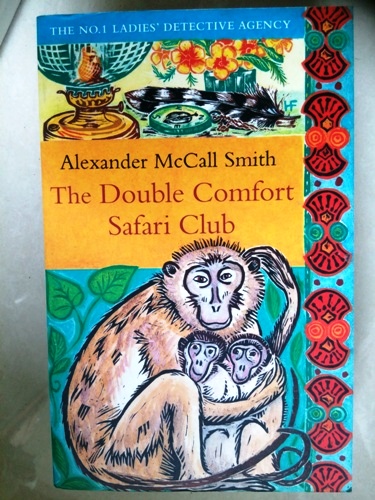 THE NO.1 LADIES' DETECTIVE AGENCY
Alexander McCall Smith
The Double Comfort
Safari Club